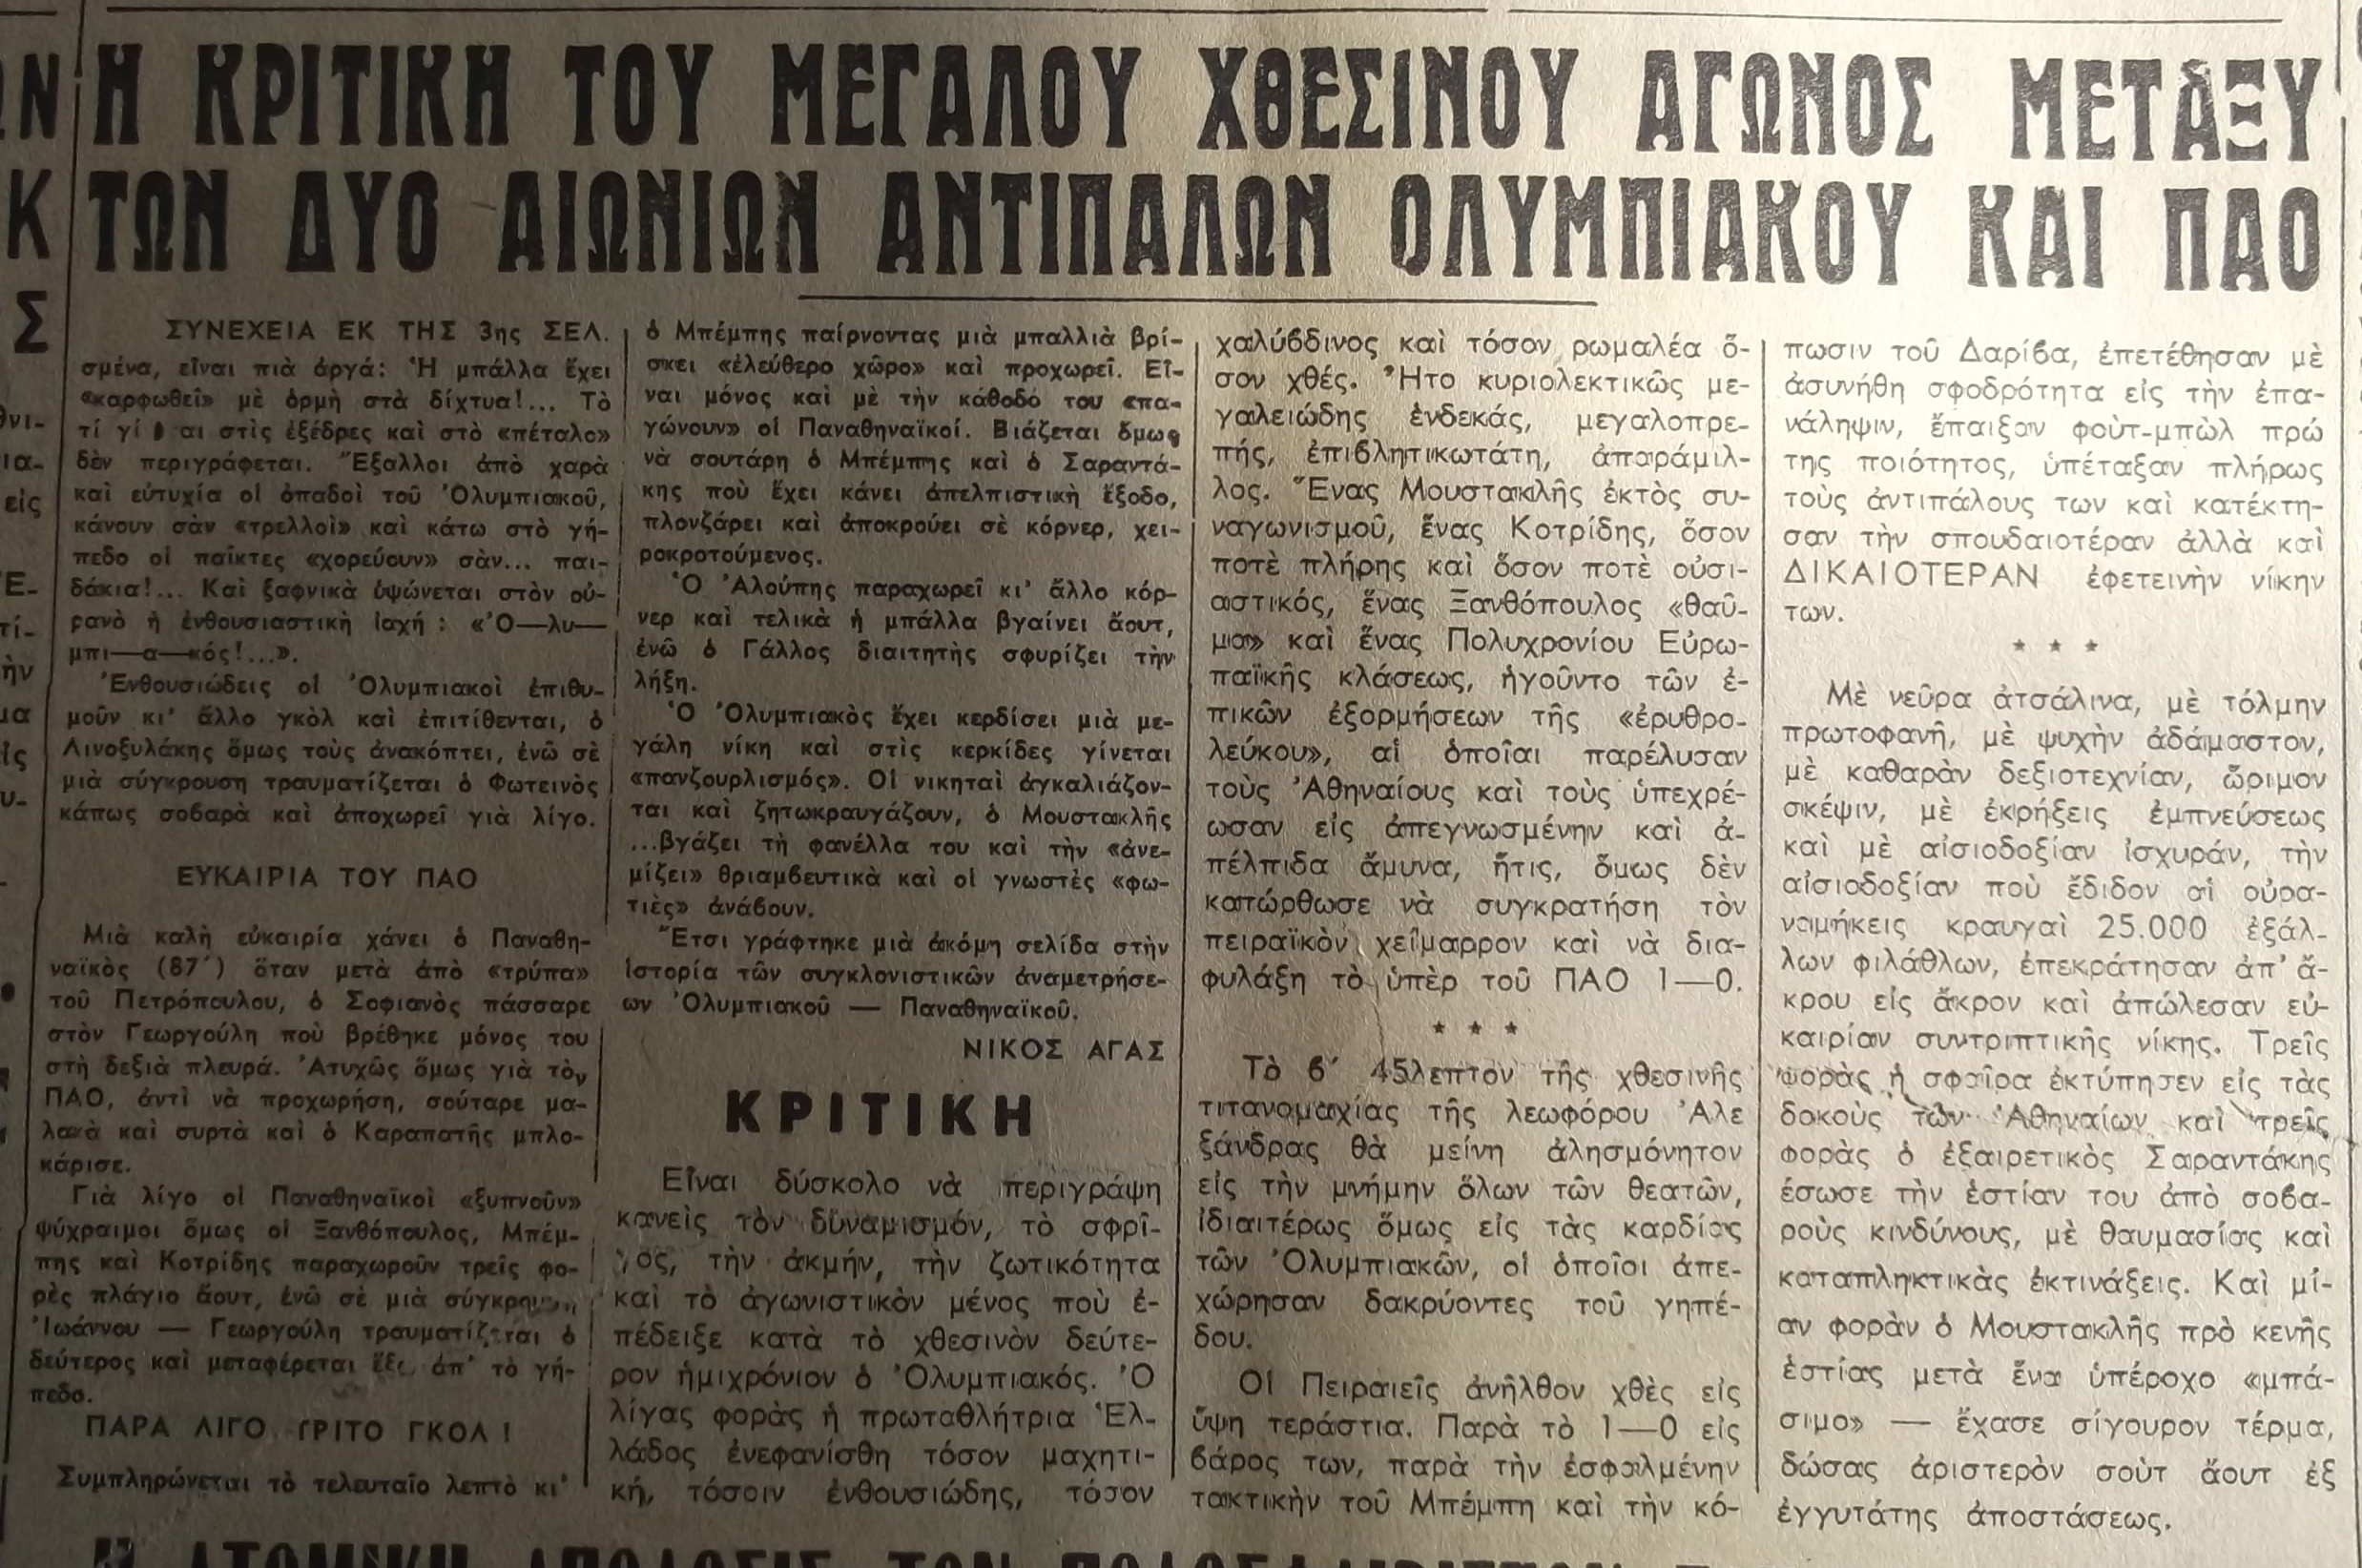 Η ΚΡΙΤΙΚΗ ΤΟΥ ΜΕΓΑΛΟΥ ΧΘΕΣΙΝΟΥ ΑΓΩΝΟΣ ΜΕΤΑΞΥ
ΤΩΝ ΔΥΟ ΑΙΩΝΙΩΝ ΑΝΤΙΠΑΛΩΝ ΟΛΥΜΠΙΑΚΟΥ ΚΑΙ ΠΑΟ
ΣΥΝΕΧΕΙΑ ΕΚ ΤΗΣ 3ης ΣΕΛ.
σμένα, εἶναι πιὰ ἀργά: Ἡ μπάλλα ἔχει
«καρφωθεῖ» μὲ ὁρμὴ στὰ δίχτυα!... Τὸ
τί αι στὶς ἐξέδρες καὶ στὸ «πέταλο»
δὲν περιγράφεται. Ἔξαλλοι ἀπὸ χαρὰ
καὶ εὐτυχία οἱ ὀπαδοὶ τοῦ Ὀλυμπιακοῦ,
κάνουν σὰν «τρελλοὶ» καὶ κάτω στὸ γή-
πεδο οἱ παῖκτες «χορεύουν» σὰν... παι-
δάκια!... Καὶ ξαφνικὰ ὑψώνεται στὸν οὐ-
ρανὸ ἡ ἐνθουσιαστικὴ ἰαχή : «Ὀ—λυ—
μπι—α—κός!...».
Ἐνθουσιώδεις οἱ Ὀλυμπιακοὶ ἐπιθυ-
μοῦν κι' ἄλλο γκὸλ καὶ ἐπιτίθενται, ὁ
Λινοξυλάκης ὅμως τοὺς ἀνακόπτει, ἐνῶ σὲ
μιὰ σύγκρουση τραυματίζεται ὁ Φωτεινὸς
κάπως σοβαρὰ καὶ ἀποχωρεῖ γιὰ λίγο.
ΕΥΚΑΙΡΙΑ ΤΟΥ ΠΑΟ
Μιὰ καλὴ εὐκαιρία χάνει ὁ Παναθη-
ναϊκὸς (87΄) ὅταν μετὰ ἀπὸ «τρύπα»
τοῦ Πετρόπουλου, ὁ Σοφιανὸς πάσσαρε
στὸν Γεωργούλη ποὺ βρέθηκε μόνος του
στὴ δεξιὰ πλευρά. Ἀτυχῶς ὅμως γιὰ τὸν
ΠΑΟ, ἀντὶ νὰ προχωρήση, σούταρε μα-
λακὰ καὶ συρτὰ καὶ ὁ Καραπατῆς μπλο-
κάρισε.
Γιὰ λίγο οἱ Παναθηναϊκοὶ «ξυπνοῦν»
ψύχραιμοι ὅμως οἱ Ξανθόπουλος, Μπέμ-
πης καὶ Κοτρίδης παραχωροῦν τρεῖς φο-
ρὲς πλάγιο ἄουτ, ἐνῶ σὲ μιὰ
Ἰωάννου — Γεωργούλη τραυματίζεται ὁ
δεύτερος καὶ μεταφέρεται ἀπ' τὸ γή-
πεδο.
ΠΑΡΑ ΛΙΓΟ ΤΡΙΤΟ ΓΚΟΛ !
Συμπληρώνεται τὸ τελευταῖο λεπτὸ κι'
ὁ Μπέμπης παίρνοντας μιὰ μπαλλιὰ βρί-
σκει «ἐλεύθερο χῶρο» καὶ προχωρεῖ. Εἶ-
ναι μόνος καὶ μὲ τὴν κάθοδό του «πα-
γώνουν» οἱ Παναθηναϊκοί. Βιάζεται ὅμως
νὰ σουτάρη ὁ Μπέμπης καὶ ὁ Σαραντά-
κης ποὺ ἔχει κάνει ἀπελπιστικὴ ἔξοδο,
πλονζάρει καὶ ἀποκρούει σὲ κόρνερ, χει-
ροκροτούμενος.
Ὁ Ἀλούπης παραχωρεῖ κι' ἄλλο κόρ-
νερ καὶ τελικὰ ἡ μπάλλα βγαίνει ἄουτ,
ἐνῶ ὁ Γάλλος διαιτητὴς σφυρίζει τὴν
λήξη.
Ὁ Ὀλυμπιακὸς ἔχει κερδίσει μιὰ με-
γάλη νίκη καὶ στὶς κερκίδες γίνεται
«πανζουρλισμός». Οἱ νικηταὶ ἀγκαλιάζον-
ται καὶ ζητωκραυγάζουν, ὁ Μουστακλῆς
...βγάζει τὴ φανέλλα του καὶ τὴν «ἀνε-
μίζει» θριαμβευτικὰ καὶ οἱ γνωστὲς «φω-
τιὲς» ἀνάβουν.
Ἔτσι γράφτηκε μιὰ ἀκόμη σελίδα στὴν
ἱστορία τῶν συγκλονιστικῶν ἀναμετρήσε-
ων Ὀλυμπιακοῦ — Παναθηναϊκοῦ.
ΝΙΚΟΣ ΑΓΑΣ
ΚΡΙΤΙΚΗ
Εἶναι δύσκολο νὰ περιγράψη
κανεὶς τὸν δυναμισμόν, τὸ σφρῖ-
γος, τὴν ἀκμήν, τὴν ζωτικότητα
καὶ τὸ ἀγωνιστικὸν μένος ποὺ ἐ-
πέδειξε κατὰ τὸ χθεσινὸν δεύτε-
ρον ἡμιχρόνιον ὁ Ὀλυμπιακός. Ὀ
λίγας φορὰς ἡ πρωταθλήτρια Ἑλ-
λάδος ἐνεφανίσθη τόσον μαχητι-
κή, τόσοιν ἐνθουσιώδης, τόσον
χαλύβδινος καὶ τόσον ρωμαλέα ὅ-
σον χθές. Ἦτο κυριολεκτικῶς με-
γαλειώδης ἑνδεκάς, μεγαλοπρε-
πής, ἐπιβλητικωτάτη, ἀπαράμιλ-
λος. Ἕνας Μουστακλῆς ἐκτὸς συ-
ναγωνισμοῦ, ἕνας Κοτρίδης, ὅσον
ποτὲ πλήρης καὶ ὅσον ποτὲ οὐσι-
αστικός, ἕνας Ξανθόπουλος «θαῦ-
μα» καὶ ἕνας Πολυχρονίου Εὐρω-
παϊκῆς κλάσεως, ἡγοῦντο τῶν ἐ-
πικῶν ἐξορμήσεων τῆς «ἐρυθρο-
λεύκου», αἱ ὁποῖαι παρέλυσαν
τοὺς Ἀθηναίους καὶ τοὺς ὑπεχρέ-
ωσαν εἰς ἀπεγνωσμένην καὶ ἀ-
πέλπιδα ἄμυνα, ἥτις, ὅμως δὲν
κατώρθωσε νὰ συγκρατήση τὸν
πειραϊκὸν χείμαρρον καὶ νὰ δια-
φυλάξη τὸ ὑπὲρ τοῦ ΠΑΟ 1—0.
* * *
Τὸ β΄ 45λεπτον τῆς χθεσινῆς
τιτανομαχίας τῆς λεωφόρου Ἀλε
ξάνδρας θὰ μείνη ἀλησμόνητον
εἰς τὴν μνήμην ὅλων τῶν θεατῶν,
ἰδιαιτέρως ὅμως εἰς τὰς καρδίας
τῶν Ὀλυμπιακῶν, οἱ ὁποῖοι ἀπε-
χώρησαν δακρύοντες τοῦ γηπέ-
δου.
Οἱ Πειραιεῖς ἀνῆλθον χθὲς εἰς
ὕψη τεράστια. Παρὰ τὸ 1—0 εἰς
βάρος των, παρὰ τὴν ἐσφαλμένην
τακτικὴν τοῦ Μπέμπη καὶ τὴν κό-
πωσιν τοῦ Δαρίβα, ἐπετέθησαν μὲ
ἀσυνήθη σφοδρότητα εἰς τὴν ἐπα-
νάληψιν, ἔπαιξαν φοὺτ-μπὼλ πρώ
της ποιότητος, ὑπέταξαν πλήρως
τοὺς ἀντιπάλους των καὶ κατέκτη-
σαν τὴν σπουδαιοτέραν ἀλλὰ καὶ
ΔΙΚΑΙΟΤΕΡΑΝ ἐφετεινὴν νίκην
των.
* * *
Μὲ νεῦρα ἀτσάλινα, μὲ τόλμην
πρωτοφανῆ, μὲ ψυχὴν ἀδάμαστον,
μὲ καθαρὰν δεξιοτεχνίαν, ὥριμον
σκέψιν, μὲ ἐκρήξεις ἐμπνεύσεως
καὶ μὲ αἰσιοδοξίαν ἰσχυράν, τὴν
αἰσιοδοξίαν ποὺ ἔδιδον αἱ οὐρα-
νομήκεις κραυγαὶ 25.000 ἐξάλ-
λων φιλάθλων, ἐπεκράτησαν ἀπ' ἄ-
κρου εἰς ἄκρον καὶ ἀπώλεσαν εὐ-
καιρίαν συντριπτικῆς νίκης. Τρεῖς
φορὰς ἡ σφαῖρα ἐκτύπησεν εἰς τὰς
δοκοὺς τῶν Ἀθηναίων καὶ τρεῖς
φορὰς ὁ ἐξαιρετικὸς Σαραντάκης
ἔσωσε τὴν ἑστίαν του ἀπὸ σοβα-
ροὺς κινδύνους, μὲ θαυμασίας καὶ
καταπληκτικὰς ἐκτινάξεις. Καὶ μί-
αν φορὰν ὁ Μουστακλῆς πρὸ κενῆς
ἑστίας μετὰ ἕνα ὑπέροχο «μπά-
σιμο» — ἔχασε σίγουρον τέρμα,
δώσας ἀριστερὸν σοὺτ ἄουτ ἐξ
ἐγγυτάτης ἀποστάσεως.